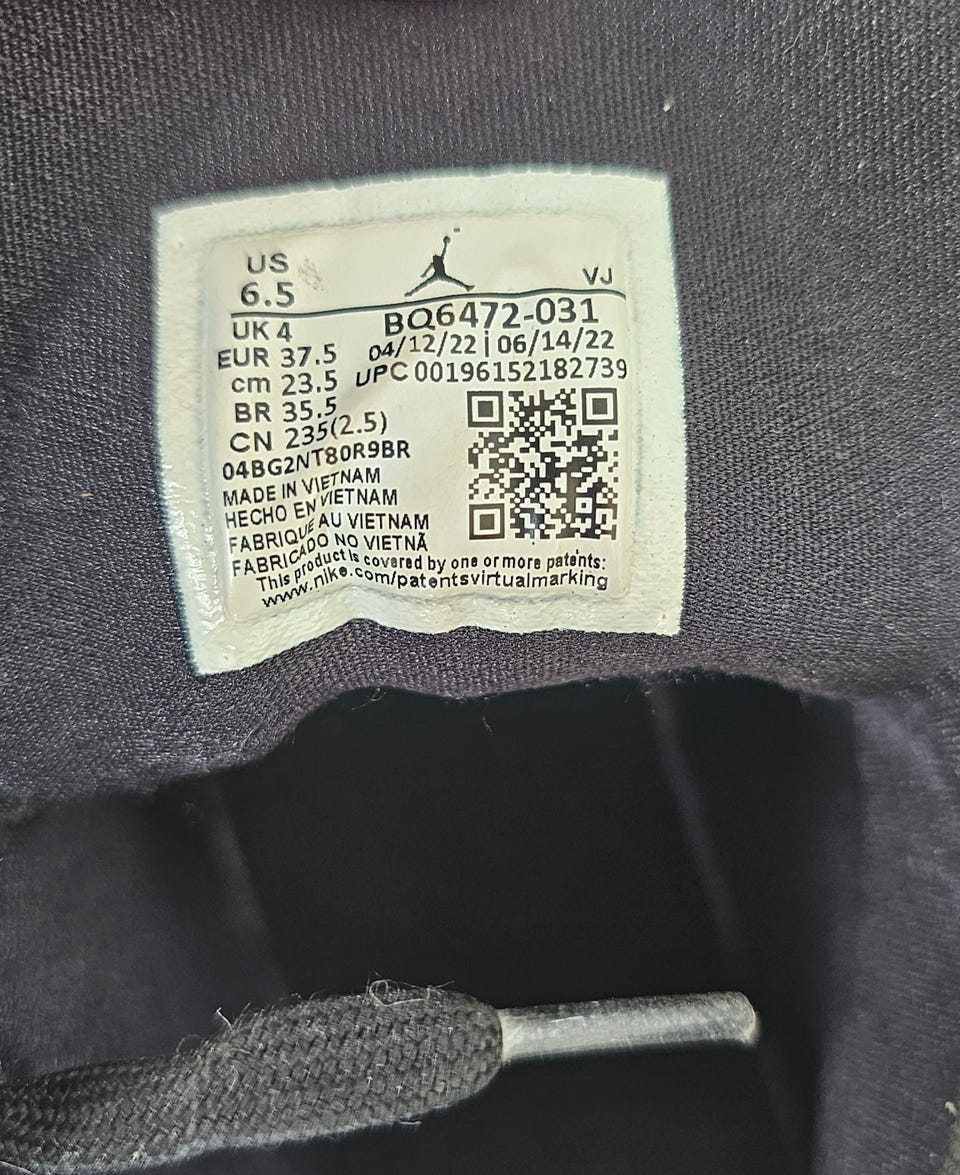 US
6.5
VJ
UK 4
EUR 37.5
cm 23.5
BR 35.5
CN 235(2.5)
BQ6472-031
04/12/22 | 06/14/22
UPC 00196152182739
04BG2NT80R9BR
MADE IN VIETNAM
HECHO EN VIETNAM
FABRIQUE AU VIETNAM
FABRICADO NO VIETNÃ
This product is covered by one or more patents:
www.nike.com/patentsvirtualmarking